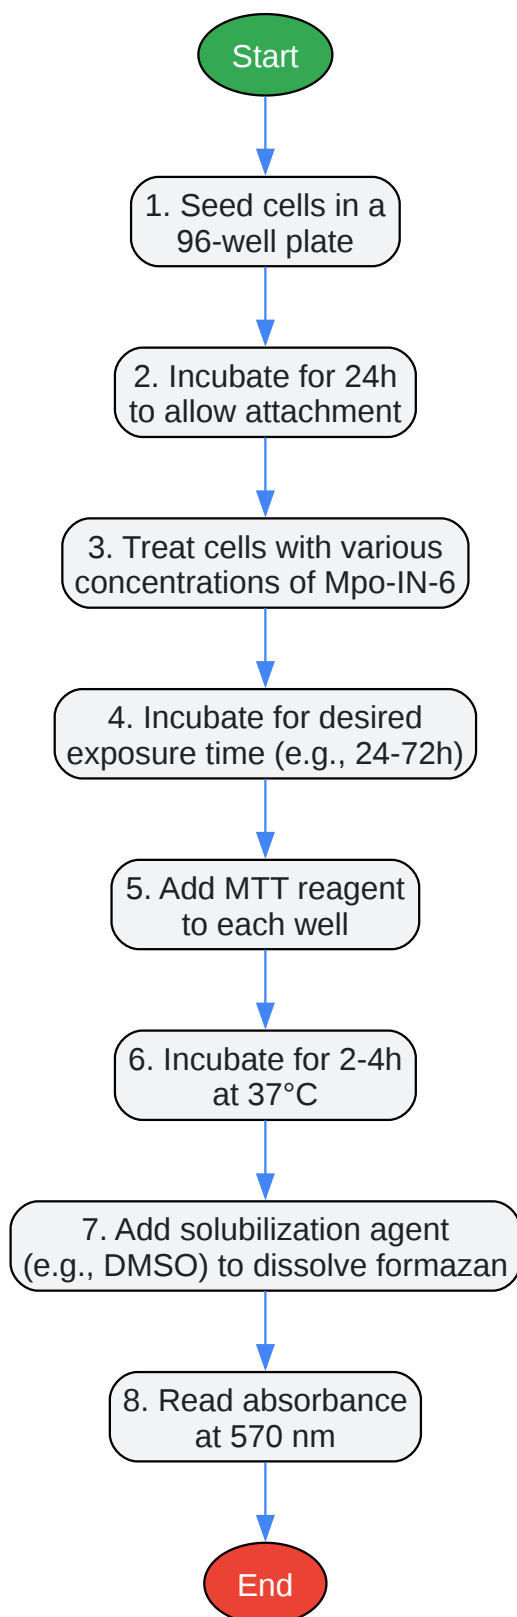 Start
1. Seed cells in a
96-well plate
2. Incubate for 24h
to allow attachment
3. Treat cells with various
concentrations of Mpo-IN-6
4. Incubate for desired
exposure time (e.g., 24-72h)
5. Add MTT reagent
to each well
6. Incubate for 2-4h
at 37°C
7. Add solubilization agent
(e.g., DMSO) to dissolve formazan
8. Read absorbance
at 570 nm
End